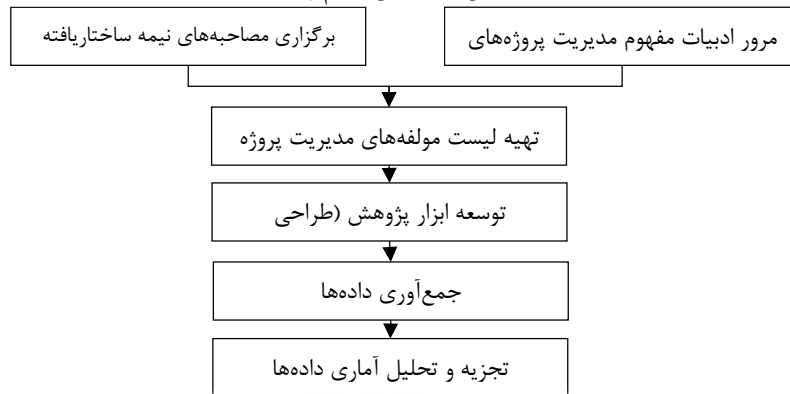 مرور ادبیات مفهوم مدیریت پروژه‌های
برگزاری مصاحبه‌های نیمه ساختاریافته
تهیه لیست مولفه‌های مدیریت پروژه
توسعه ابزار پژوهش (طراحی
جمع‌آوری داده‌ها
تجزیه و تحلیل آماری داده‌ها